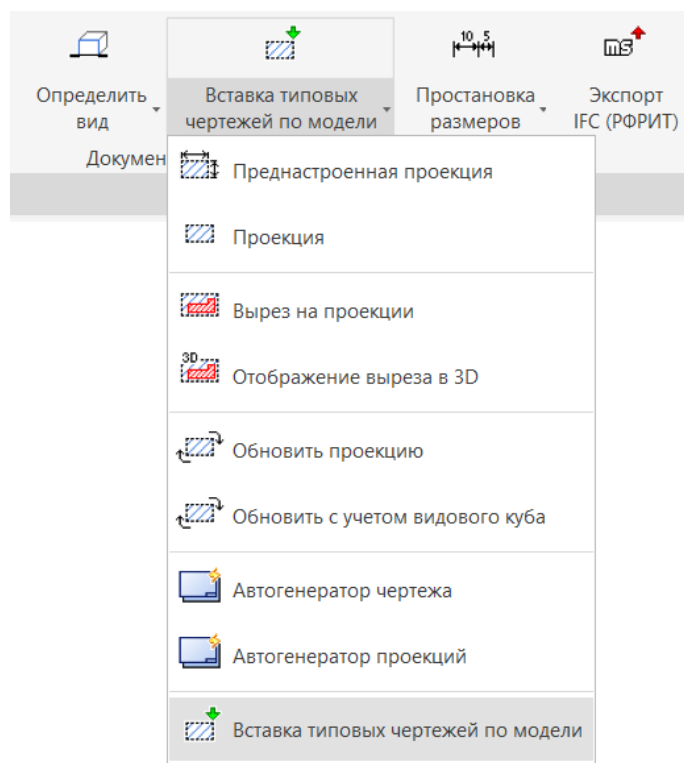 10 5
ms
Определить вид
Вставка типовых чертежей по модели
Простановка размеров
Экспорт IFC (РФРИТ)
Докумен
Преднастроенная проекция
Проекция
Вырез на проекции
3D
Отображение выреза в 3D
Обновить проекцию
Обновить с учетом видового куба
Автогенератор чертежа
Автогенератор проекций
Вставка типовых чертежей по модели